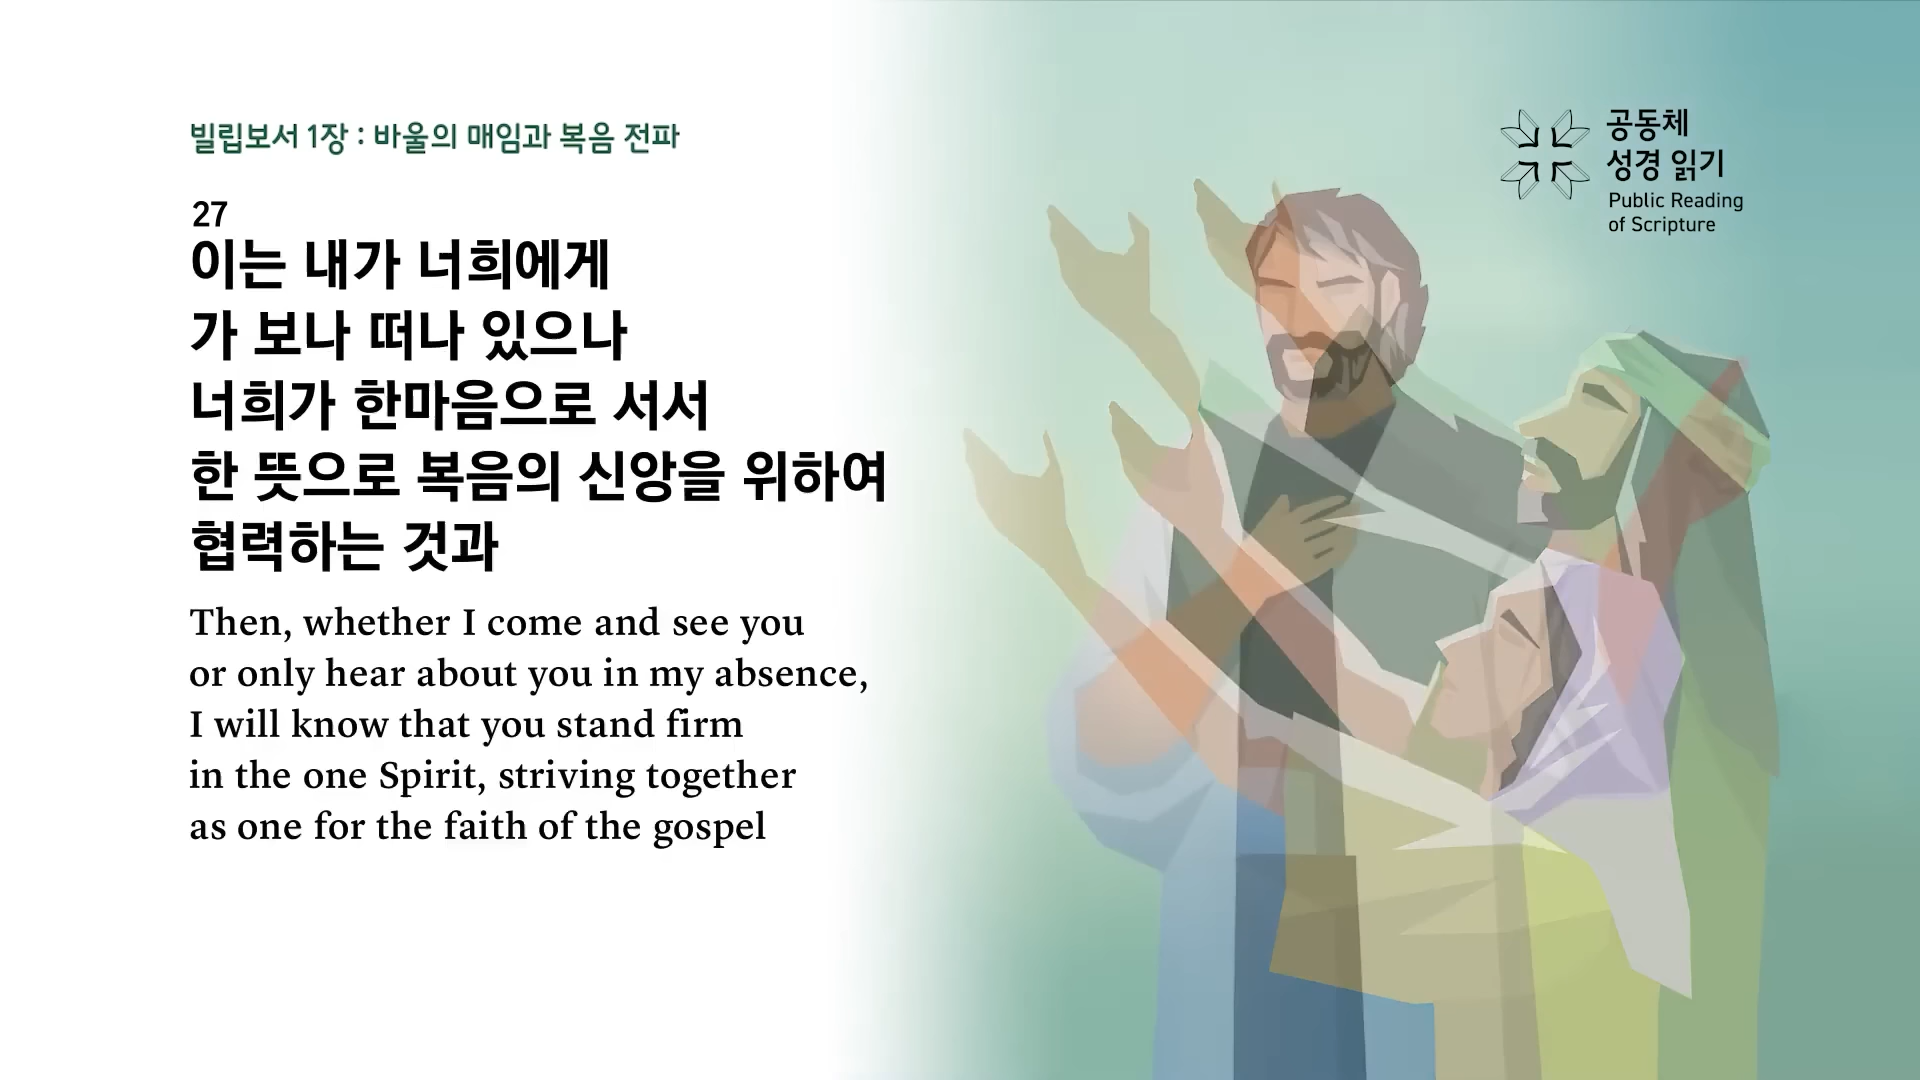 빌립보서 1장 : 바울의 매임과 복음 전파
27
이는 내가 너희에게
가 보나 떠나 있으나
너희가 한마음으로 서서
한 뜻으로 복음의 신앙을 위하여
협력하는 것과
Then, whether I come and see you
or only hear about you in my absence,
I will know that you stand firm
in the one Spirit, striving together
as one for the faith of the gospel
공동체
성경 읽기
Public Reading
of Scripture